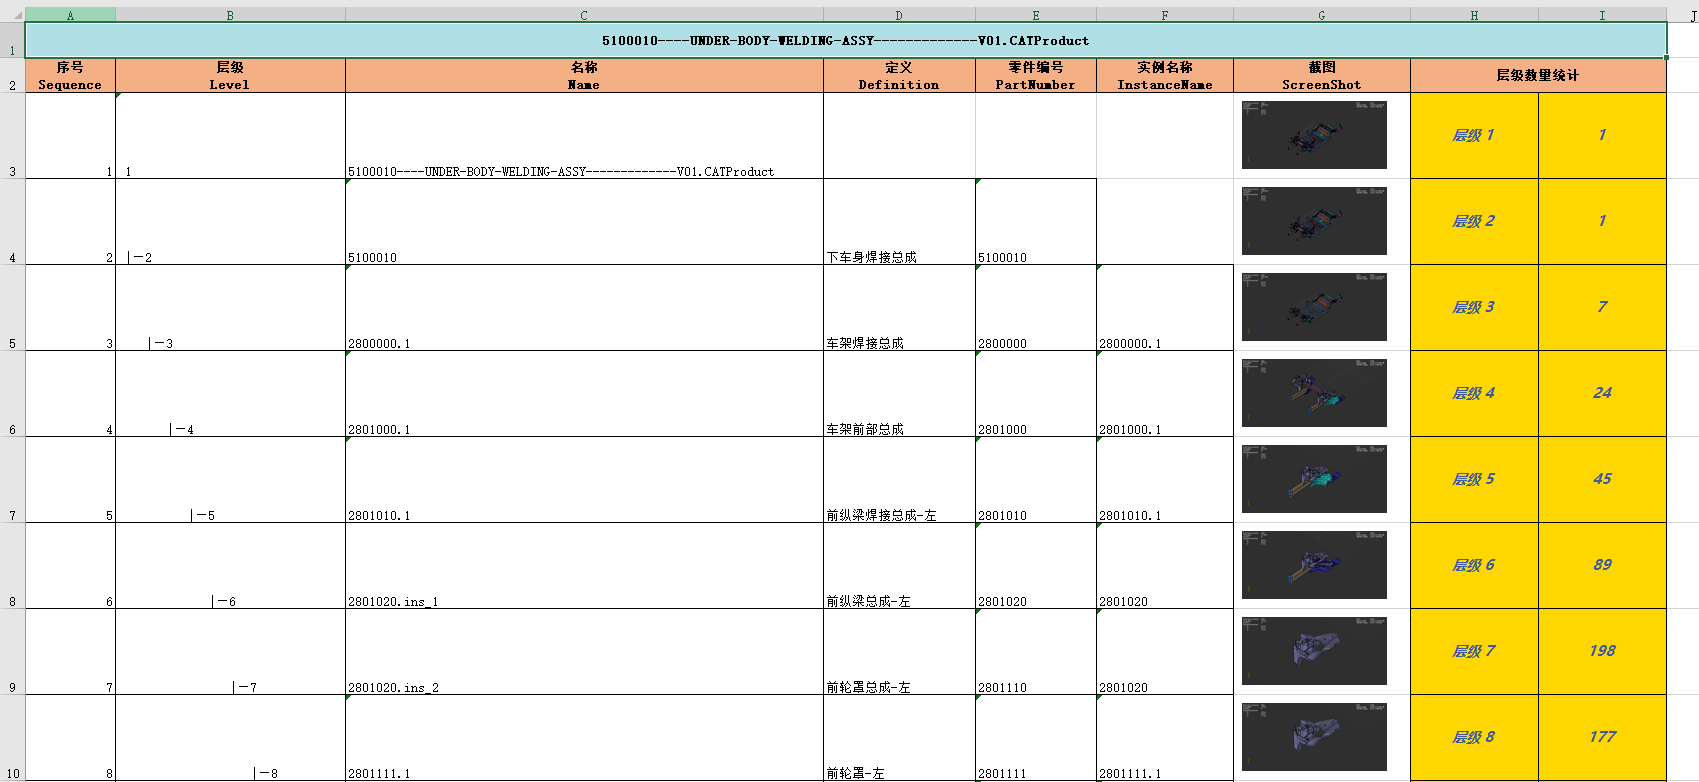 A B C D E F G H I J
1 5100010----UNDER-BODY-WELDING-ASSY-------------V01.CATProduct
2 序号 层级 名称 定义 零件编号 实例名称 截图 层级数量统计
Sequence Level Name Definition PartNumber InstanceName ScreenShot
3 1 1 5100010----UNDER-BODY-WELDING-ASSY-------------V01.CATProduct 层级 1 1
4 2 |—2 5100010 下车身焊接总成 5100010 层级 2 1
5 3 |—3 2800000.1 车架焊接总成 2800000 2800000.1 层级 3 7
6 4 |—4 2801000.1 车架前部总成 2801000 2801000.1 层级 4 24
7 5 |—5 2801010.1 前纵梁焊接总成-左 2801010 2801010.1 层级 5 45
8 6 |—6 2801020.ins_1 前纵梁总成-左 2801020 2801020 层级 6 89
9 7 |—7 2801020.ins_2 前轮罩总成-左 2801110 2801020 层级 7 198
10 8 |—8 2801111.1 前轮罩-左 2801111 2801111.1 层级 8 177